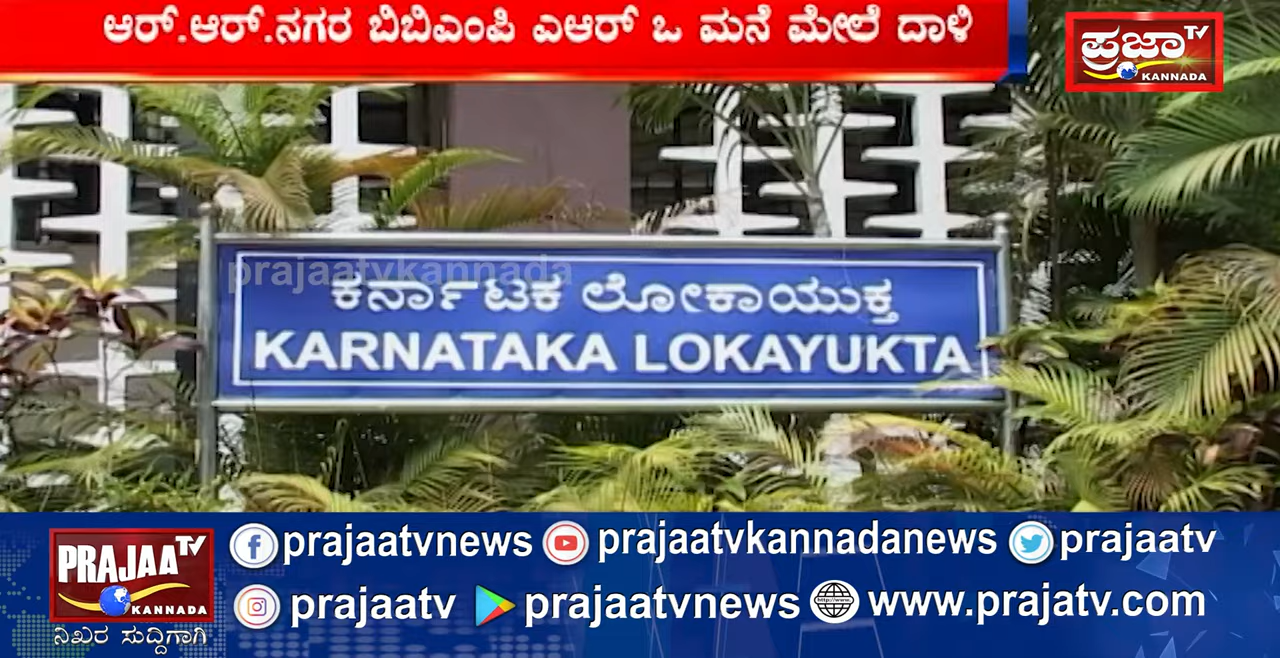 ಆರ್.ಆರ್.ನಗರ ಬಿಬಿಎಂಪಿ ಎಆರ್ ಒ ಮನೆ ಮೇಲೆ ದಾಳಿ
ಪ್ರಜಾ TV
KANNADA
prajaatvkannada
ಕರ್ನಾಟಕ ಲೋಕಾಯುಕ್ತ
KARNATAKA LOKAYUKTA
PRAJAA TV
KANNADA
ನಿಖರ ಸುದ್ದಿಗಾಗಿ
prajaatvnews prajaatvkannadanews prajaatv
prajaatv prajaatvnews www.prajatv.com